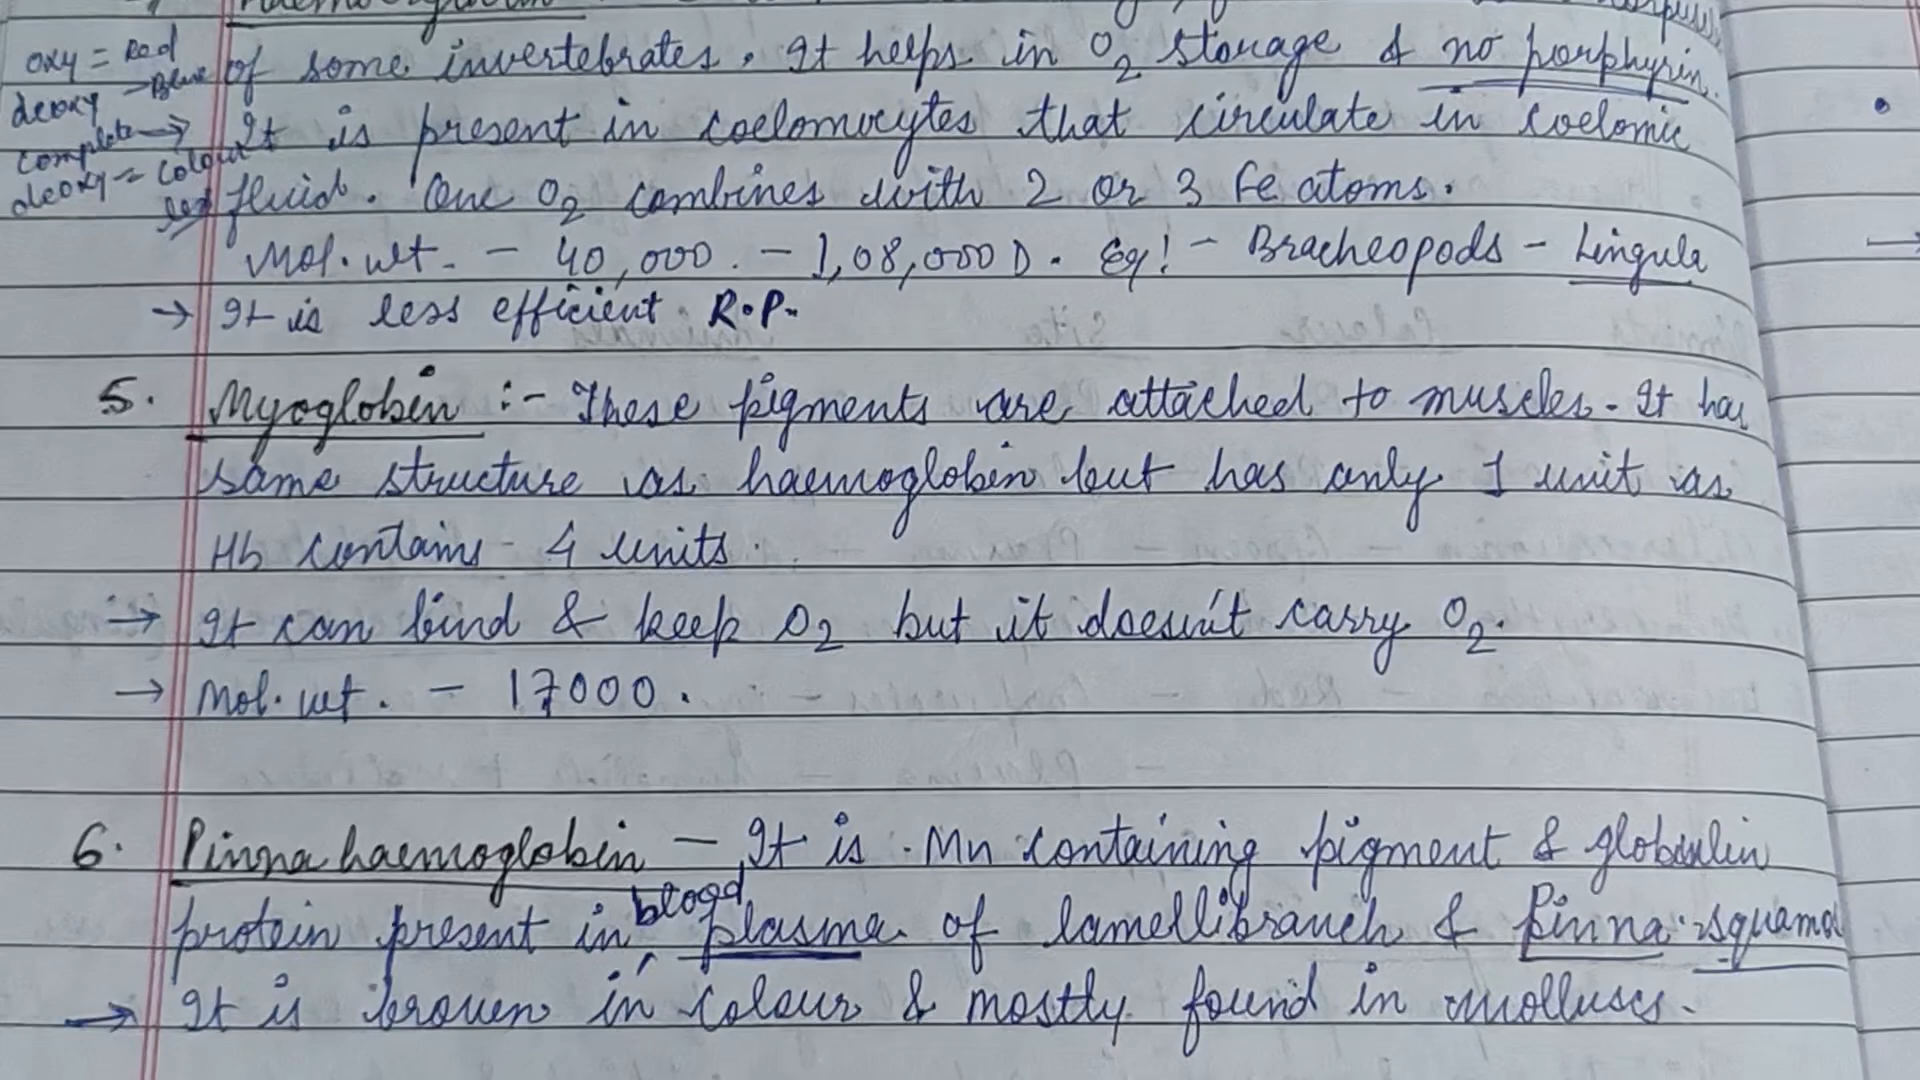 oxy = Red
deoxy - Blue
complete →
deoxy = colour
less
of some invertebrates. It helps in O2 storage & no porphyrin.
It is present in coelomocytes that circulate in coelomic
fluid. One O2 combines with 2 or 3 Fe atoms.
Mol. wt. - 40,000. - 1,08,000 D. Eg! - Bracheopods - Lingula
→ It is less efficient R.P.
5. Myoglobin :- These pigments are attached to muscles. It has
same structure as haemoglobin but has only 1 unit as
Hb contains - 4 units.
→ It can bind & keep O2 but it doesn't carry O2.
→ Mol. wt. - 17000.
6. Pinna haemoglobin - It is Mn containing pigment & globulin
protein present in blood plasma of lamellibranch & Pinna squamo
→ It is brown in colour & mostly found in molluscs.